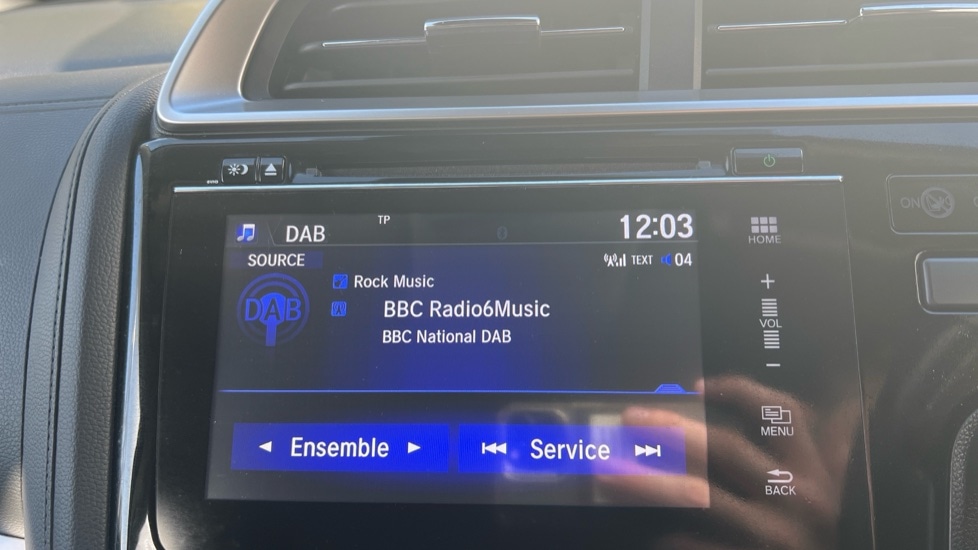 TP
DAB
12:03
HOME
SOURCE
TEXT
04
Rock Music
DAB
BBC Radio6Music
BBC National DAB
+
VOL
−
Ensemble
Service
MENU
BACK
ON